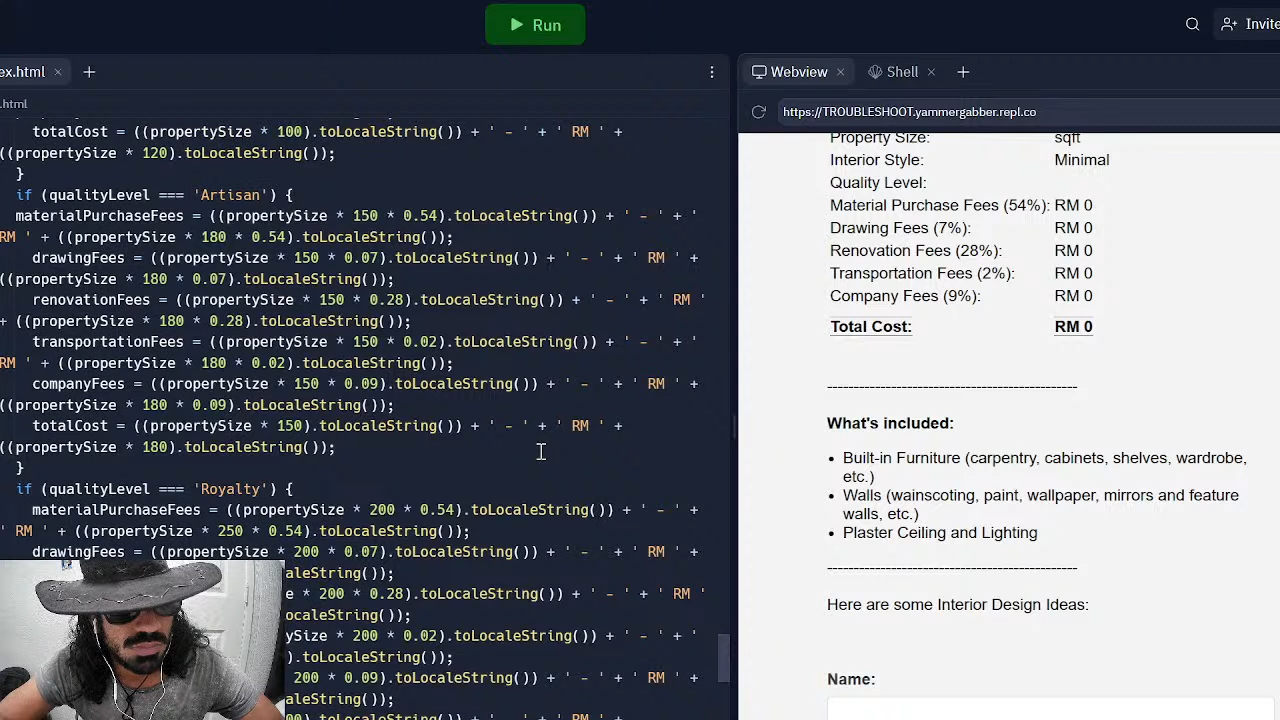 Run
Invite
ex.html × +
Webview × Shell × +
.html
https://TROUBLESHOOT.yammergabber.repl.co
totalCost = ((propertySize * 100).toLocaleString()) + ' - ' + ' RM ' +
((propertySize * 120).toLocaleString());
}
if (qualityLevel === 'Artisan') {
materialPurchaseFees = ((propertySize * 150 * 0.54).toLocaleString()) + ' - ' + '
RM ' + ((propertySize * 180 * 0.54).toLocaleString());
drawingFees = ((propertySize * 150 * 0.07).toLocaleString()) + ' - ' + ' RM ' +
((propertySize * 180 * 0.07).toLocaleString());
renovationFees = ((propertySize * 150 * 0.28).toLocaleString()) + ' - ' + ' RM '
+ ((propertySize * 180 * 0.28).toLocaleString());
transportationFees = ((propertySize * 150 * 0.02).toLocaleString()) + ' - ' + '
RM ' + ((propertySize * 180 * 0.02).toLocaleString());
companyFees = ((propertySize * 150 * 0.09).toLocaleString()) + ' - ' + ' RM ' +
((propertySize * 180 * 0.09).toLocaleString());
totalCost = ((propertySize * 150).toLocaleString()) + ' - ' + ' RM ' +
((propertySize * 180).toLocaleString());
}
if (qualityLevel === 'Royalty') {
materialPurchaseFees = ((propertySize * 200 * 0.54).toLocaleString()) + ' - ' +
' RM ' + ((propertySize * 250 * 0.54).toLocaleString());
drawingFees = ((propertySize * 200 * 0.07).toLocaleString()) + ' - ' + ' RM ' +
aleString());
e * 200 * 0.28).toLocaleString()) + ' - ' + ' RM '
ocaleString());
ySize * 200 * 0.02).toLocaleString()) + ' - ' + '
).toLocaleString());
200 * 0.09).toLocaleString()) + ' - ' + ' RM ' +
aleString());
00).toLocaleString()) + ' - ' + ' RM ' +
Property Size: sqft
Interior Style: Minimal
Quality Level:
Material Purchase Fees (54%): RM 0
Drawing Fees (7%): RM 0
Renovation Fees (28%): RM 0
Transportation Fees (2%): RM 0
Company Fees (9%): RM 0
Total Cost: RM 0
-----------------------------------------------
What's included:
• Built-in Furniture (carpentry, cabinets, shelves, wardrobe,
etc.)
• Walls (wainscoting, paint, wallpaper, mirrors and feature
walls, etc.)
• Plaster Ceiling and Lighting
-----------------------------------------------
Here are some Interior Design Ideas:
Name: